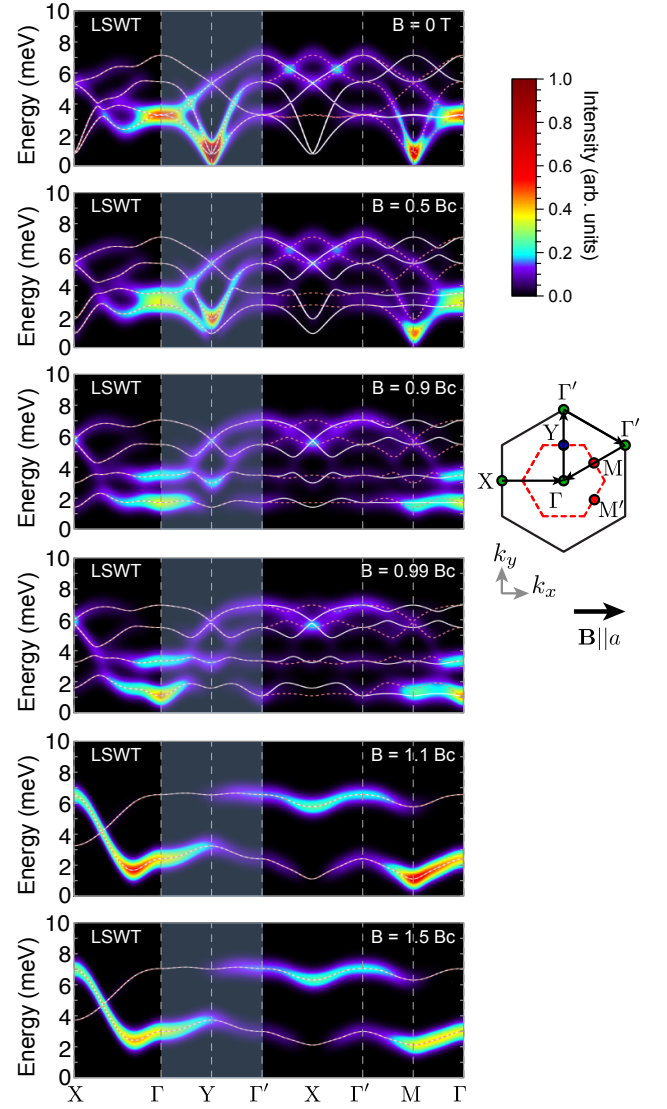 10
8
6
4
2
0
Energy (meV)
LSWT
B = 0 T
10
8
6
4
2
0
Energy (meV)
LSWT
B = 0.5 Bc
10
8
6
4
2
0
Energy (meV)
LSWT
B = 0.9 Bc
10
8
6
4
2
0
Energy (meV)
LSWT
B = 0.99 Bc
10
8
6
4
2
0
Energy (meV)
LSWT
B = 1.1 Bc
10
8
6
4
2
0
Energy (meV)
LSWT
B = 1.5 Bc
X Γ Y Γ′ X Γ′ M Γ
1.0
0.8
0.6
0.4
0.2
0.0
Intensity (arb. units)
Γ′
Γ′
Y
M
X
Γ
M′
k_y
k_x
B||a